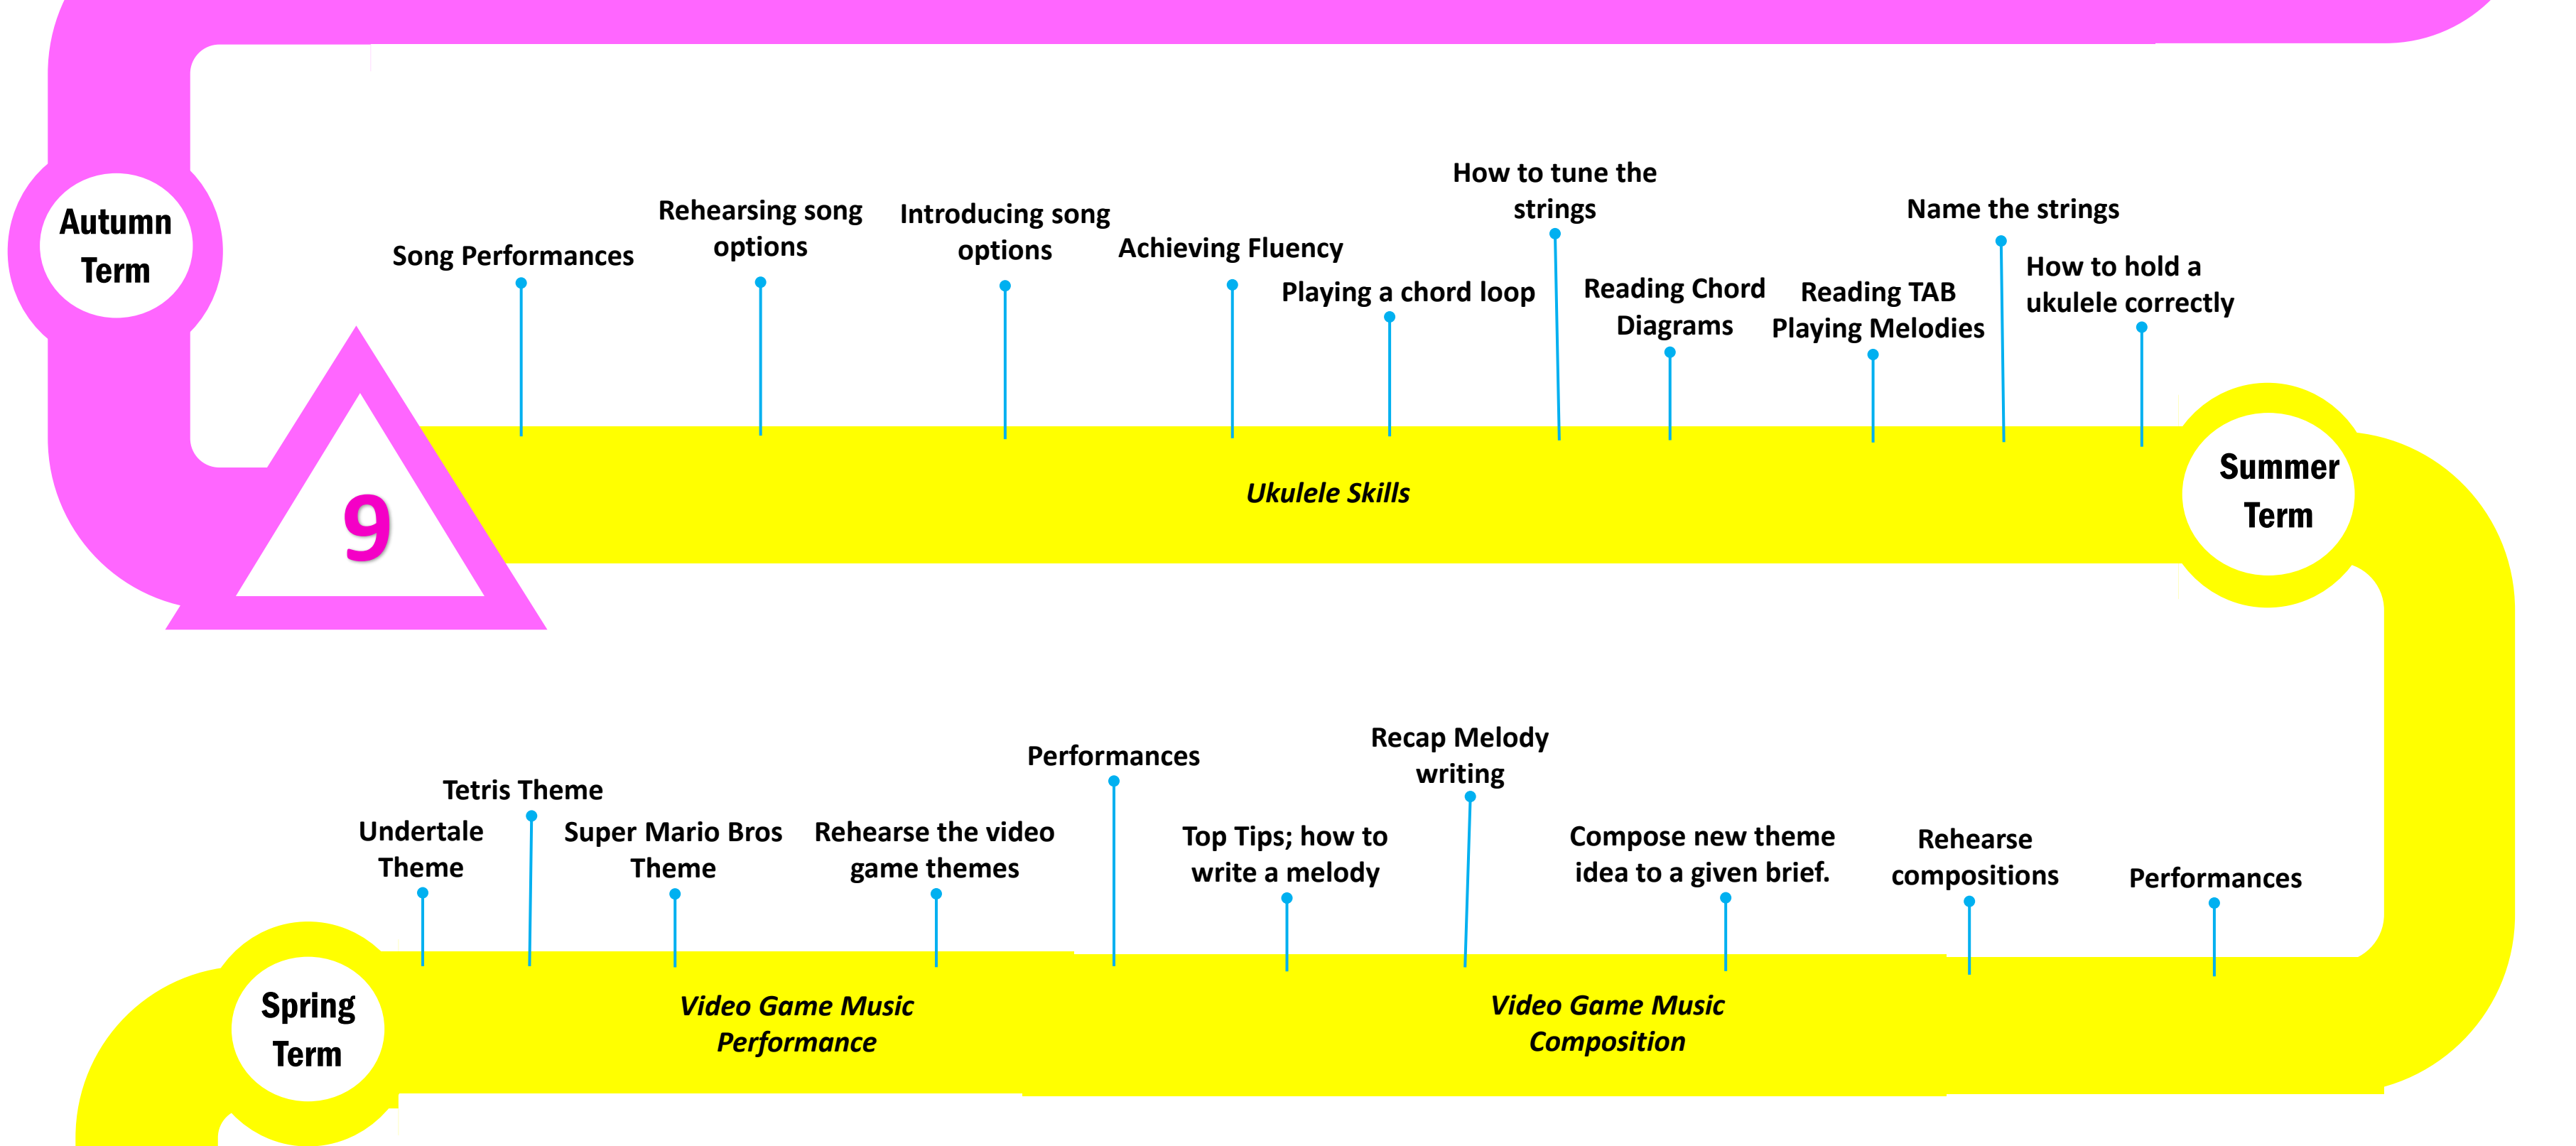 Autumn
Term
Song Performances
Rehearsing song
options
Introducing song
options
Achieving Fluency
Playing a chord loop
How to tune the
strings
Reading Chord
Diagrams
Reading TAB
Playing Melodies
Name the strings
How to hold a
ukulele correctly
9
Ukulele Skills
Summer
Term
Undertale
Theme
Tetris Theme
Super Mario Bros
Theme
Rehearse the video
game themes
Performances
Top Tips; how to
write a melody
Recap Melody
writing
Compose new theme
idea to a given brief.
Rehearse
compositions
Performances
Spring
Term
Video Game Music
Performance
Video Game Music
Composition